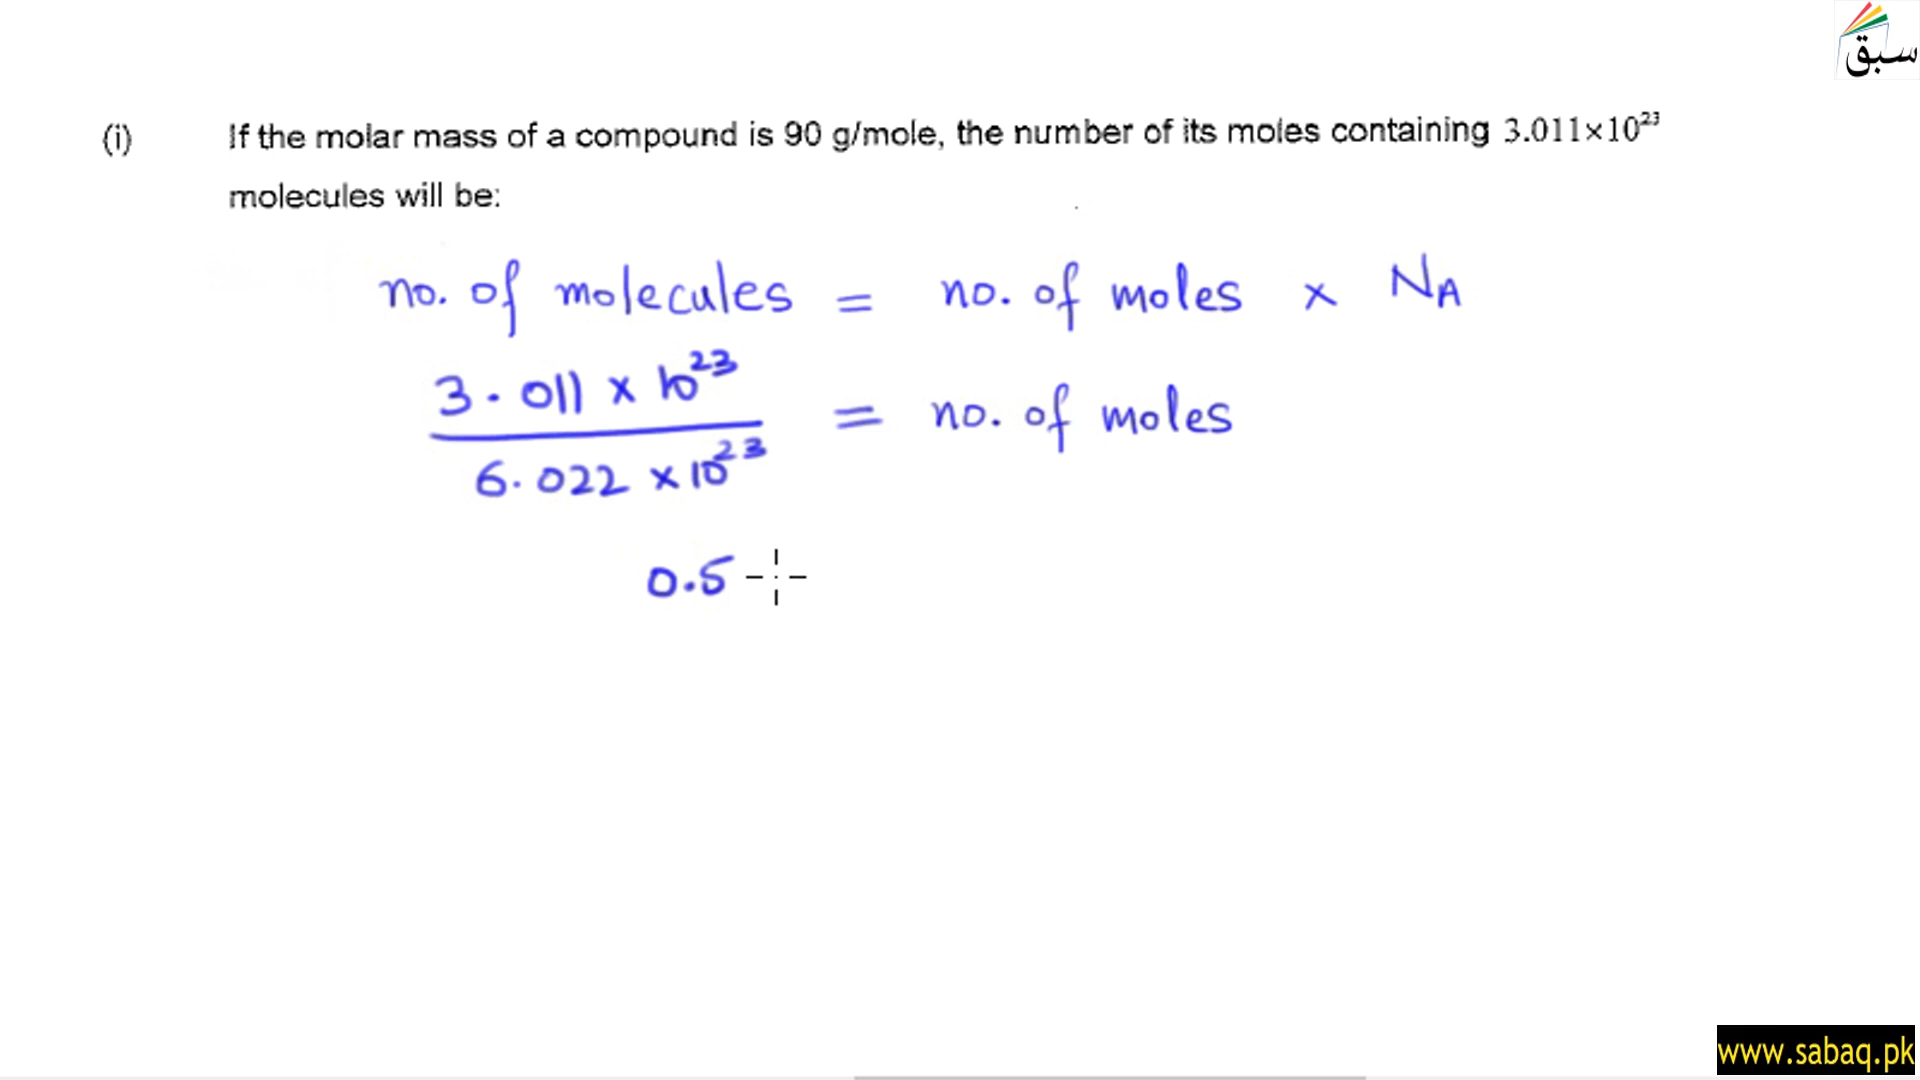 سبق
(i) If the molar mass of a compound is 90 g/mole, the number of its moles containing 3.011×10²³
molecules will be:
no. of molecules = no. of moles × N_A
3.011 × 10²³
6.022 × 10²³
= no. of moles
0.5
www.sabaq.pk